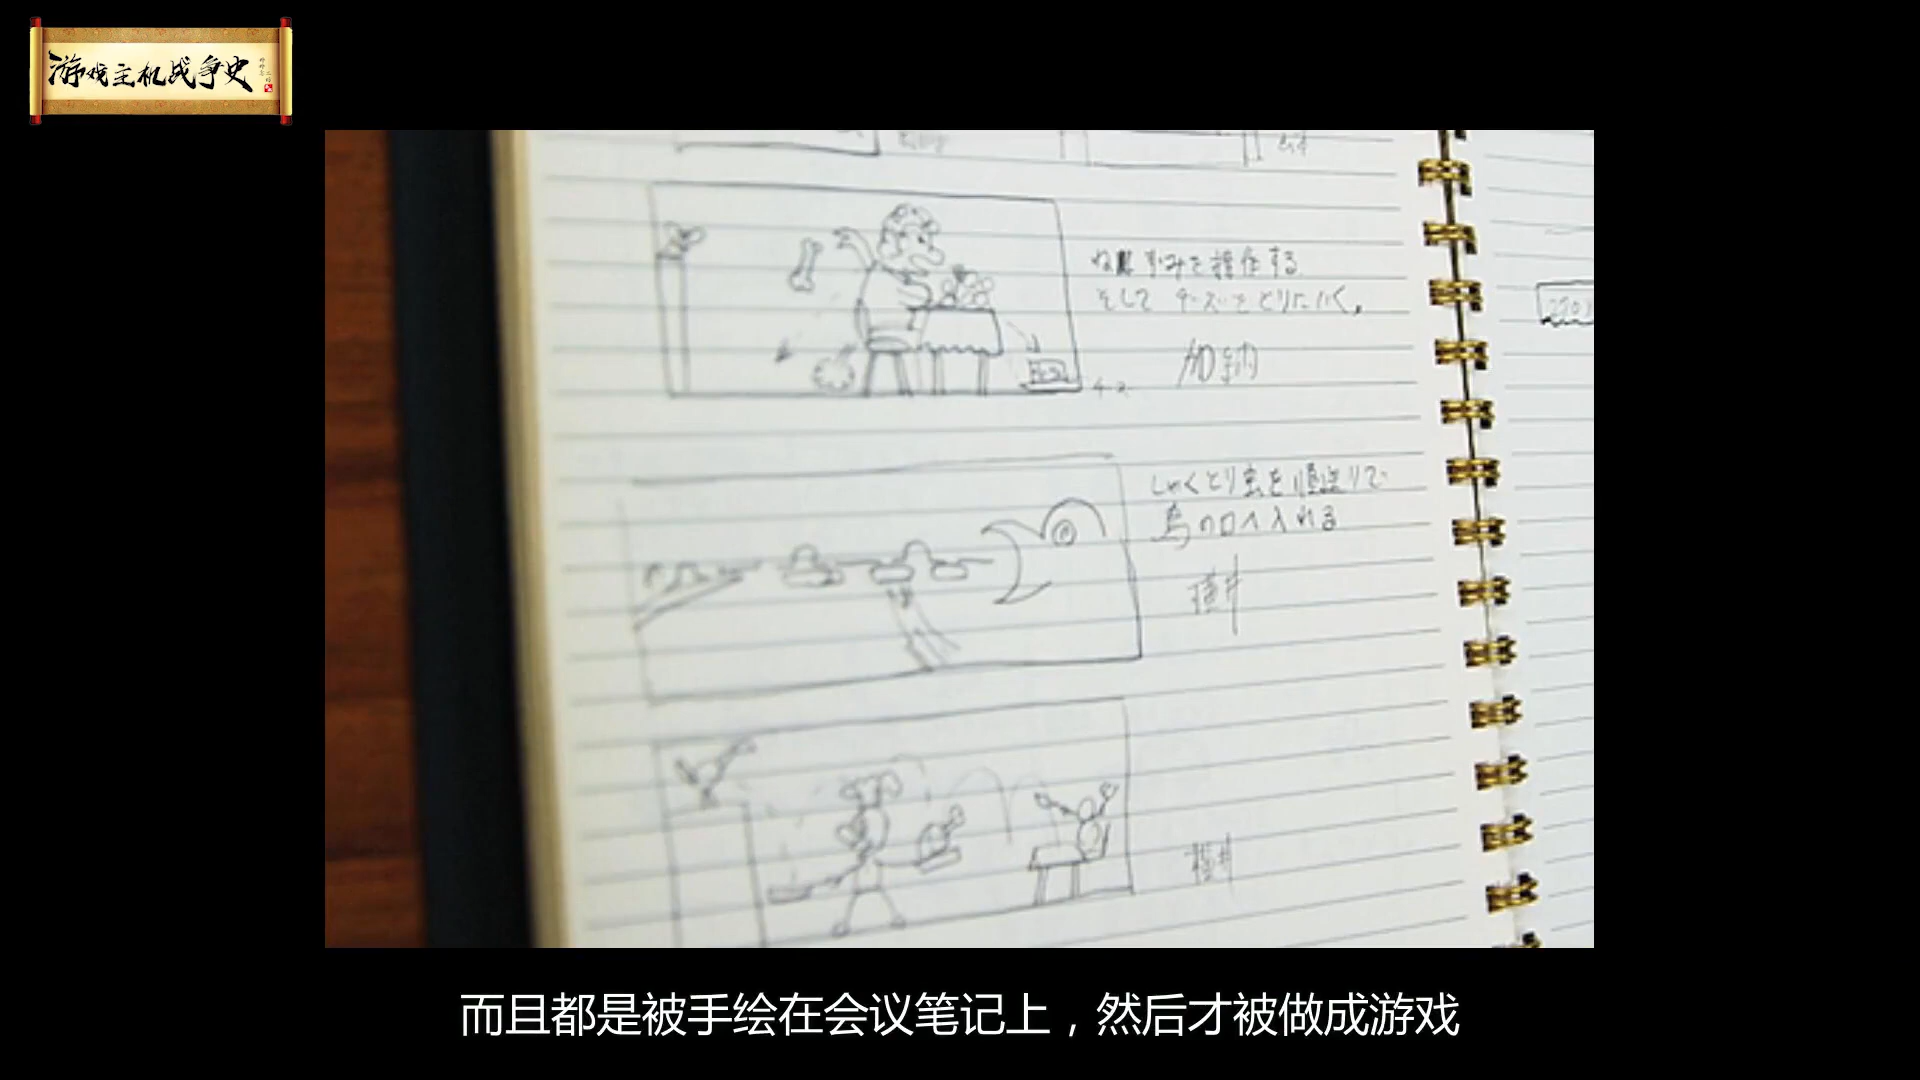 游戏主机战争史
ねずみを操作する
そして チーズをとりにいく。
加納
しゃくとり虫を順送りで
鳥の口へ入れる
而且都是被手绘在会议笔记上，然后才被做成游戏